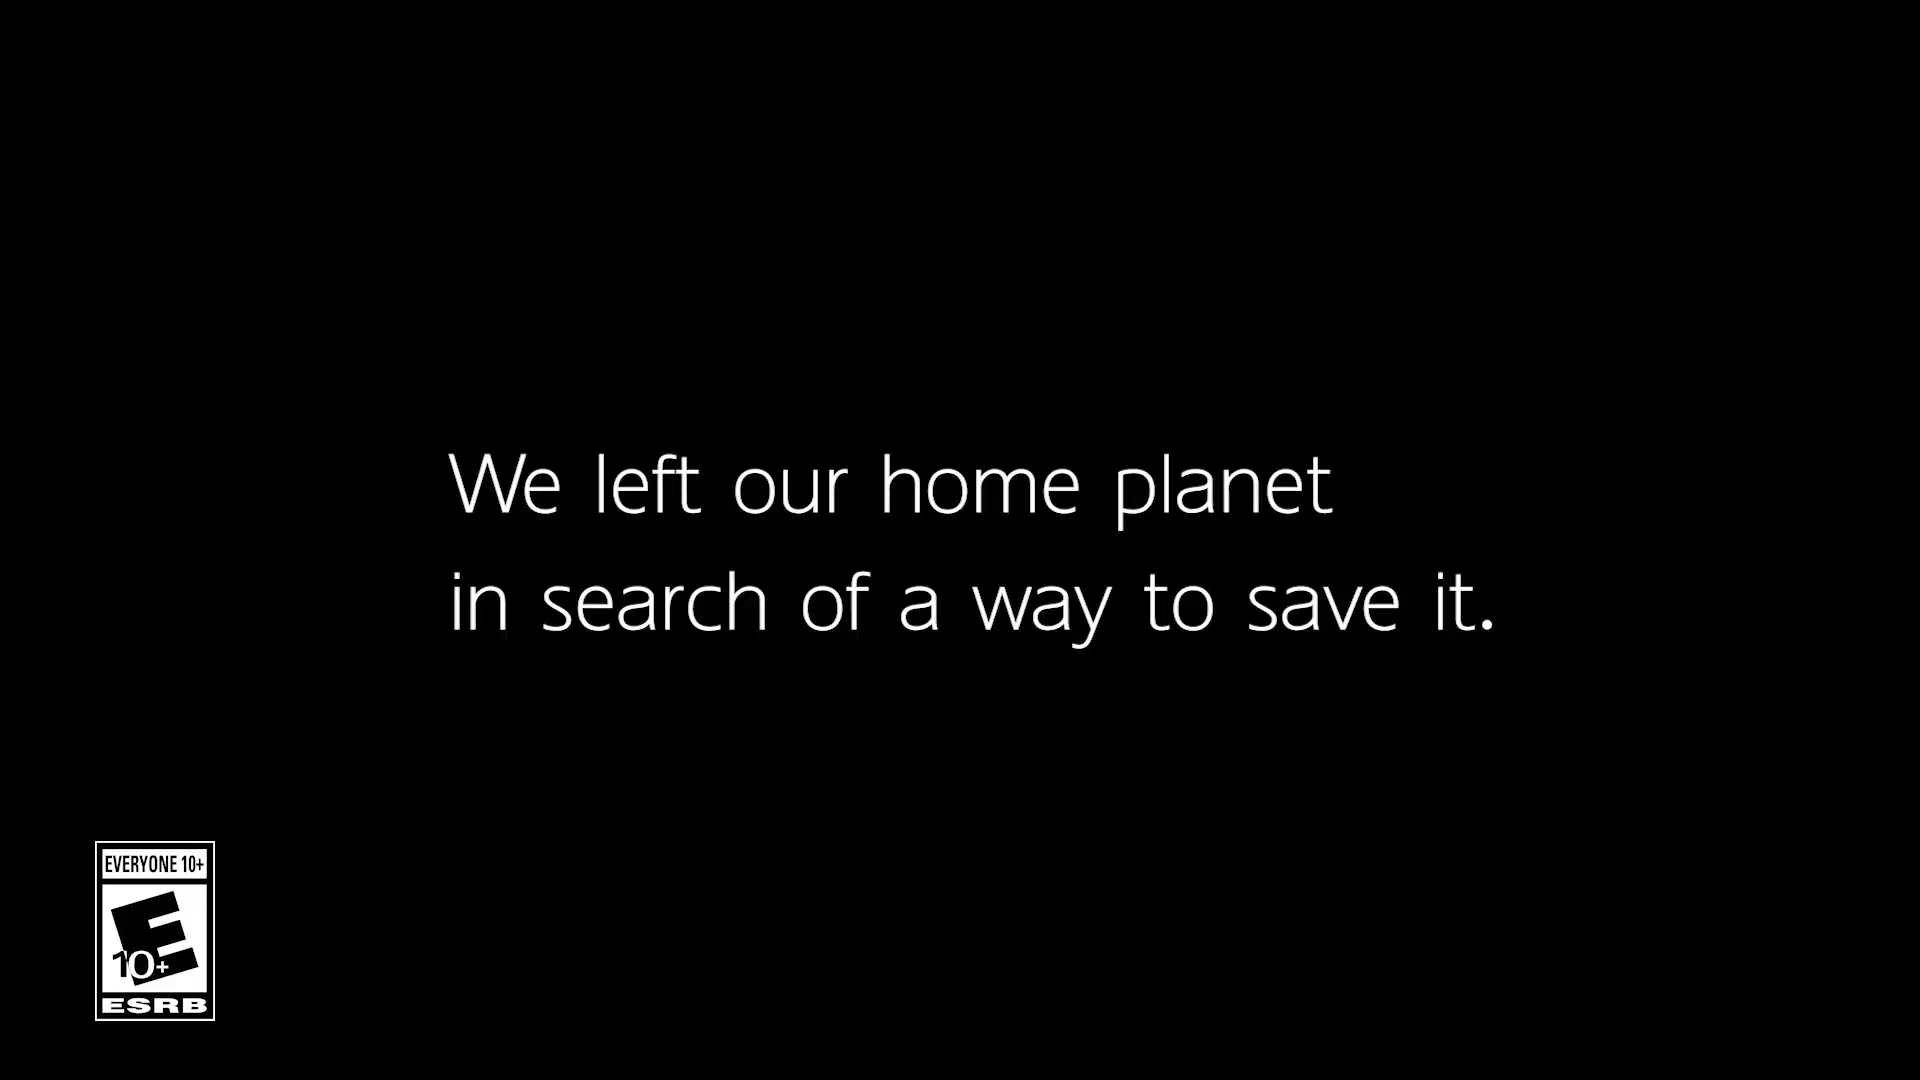 We left our home planet
in search of a way to save it.
EVERYONE 10+
E
10+
ESRB